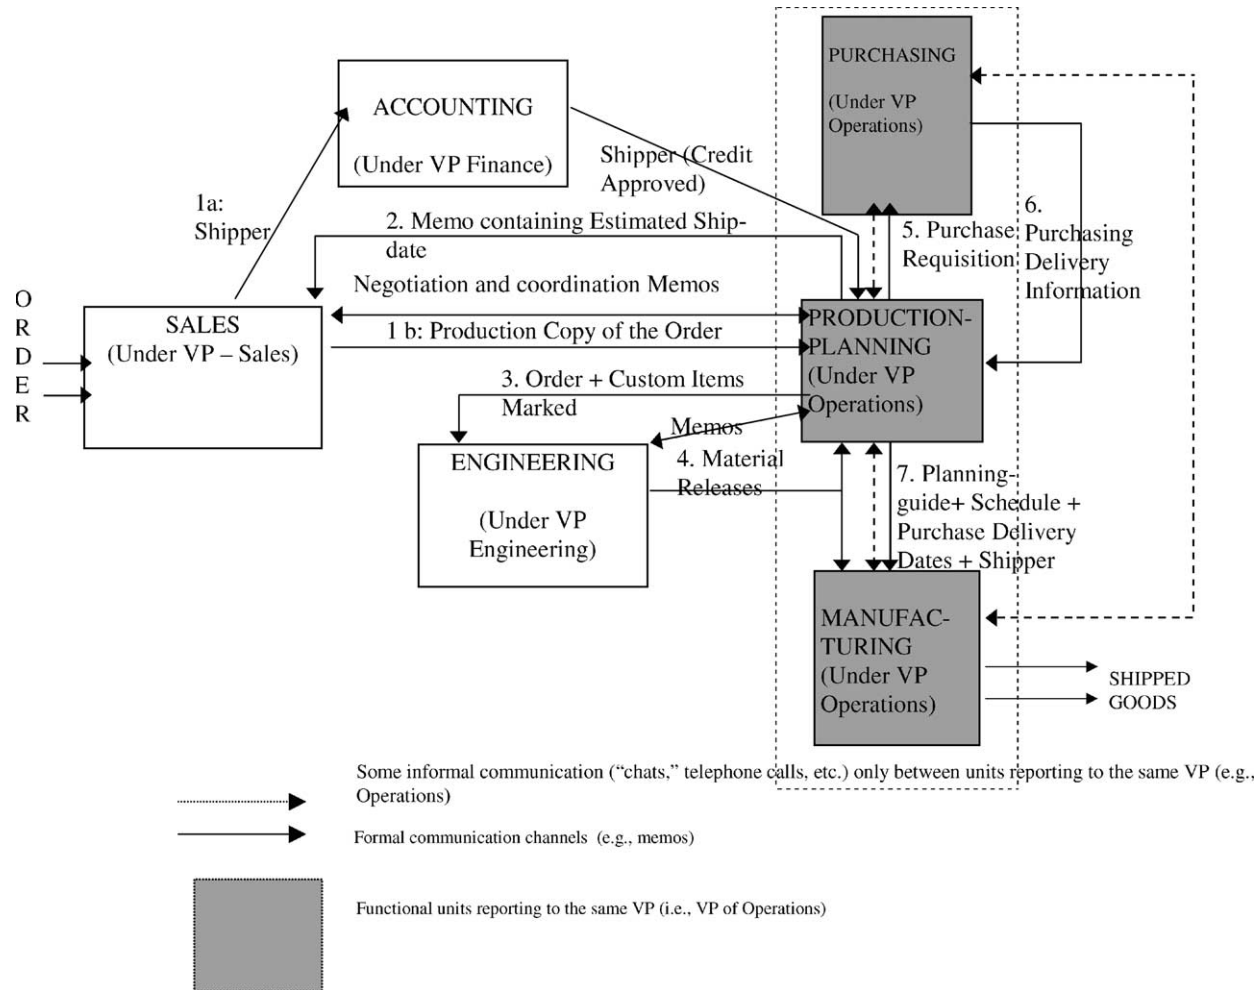 PURCHASING
(Under VP
Operations)
ACCOUNTING
(Under VP Finance)
Shipper (Credit
Approved)
1a:
Shipper
2. Memo containing Estimated Ship-
date
5. Purchase
Requisition
6.
Purchasing
Delivery
Information
Negotiation and coordination Memos
O
R
D
E
R
SALES
(Under VP – Sales)
1 b: Production Copy of the Order
PRODUCTION-
PLANNING
(Under VP
Operations)
3. Order + Custom Items
Marked
Memos
ENGINEERING
(Under VP
Engineering)
4. Material
Releases
7. Planning-
guide+ Schedule +
Purchase Delivery
Dates + Shipper
MANUFAC-
TURING
(Under VP
Operations)
SHIPPED
GOODS
Some informal communication (“chats,” telephone calls, etc.) only between units reporting to the same VP (e.g.,
Operations)
Formal communication channels (e.g., memos)
Functional units reporting to the same VP (i.e., VP of Operations)